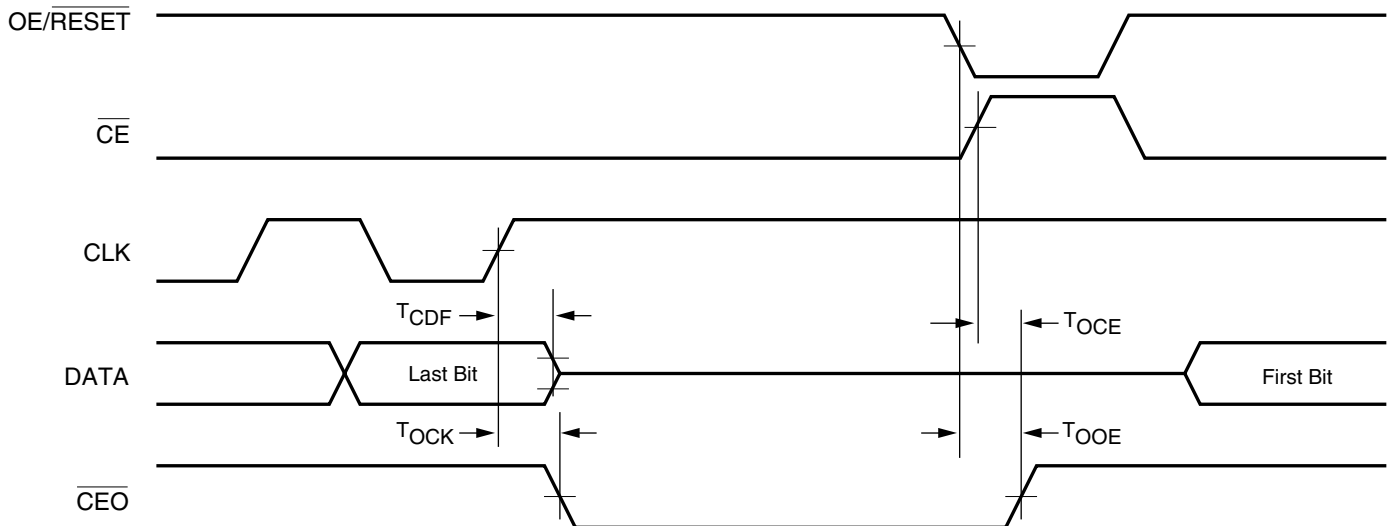 OE/RESET
CE
CLK
TCDF
TOCE
DATA
Last Bit
First Bit
TOCK
TOOE
CEO